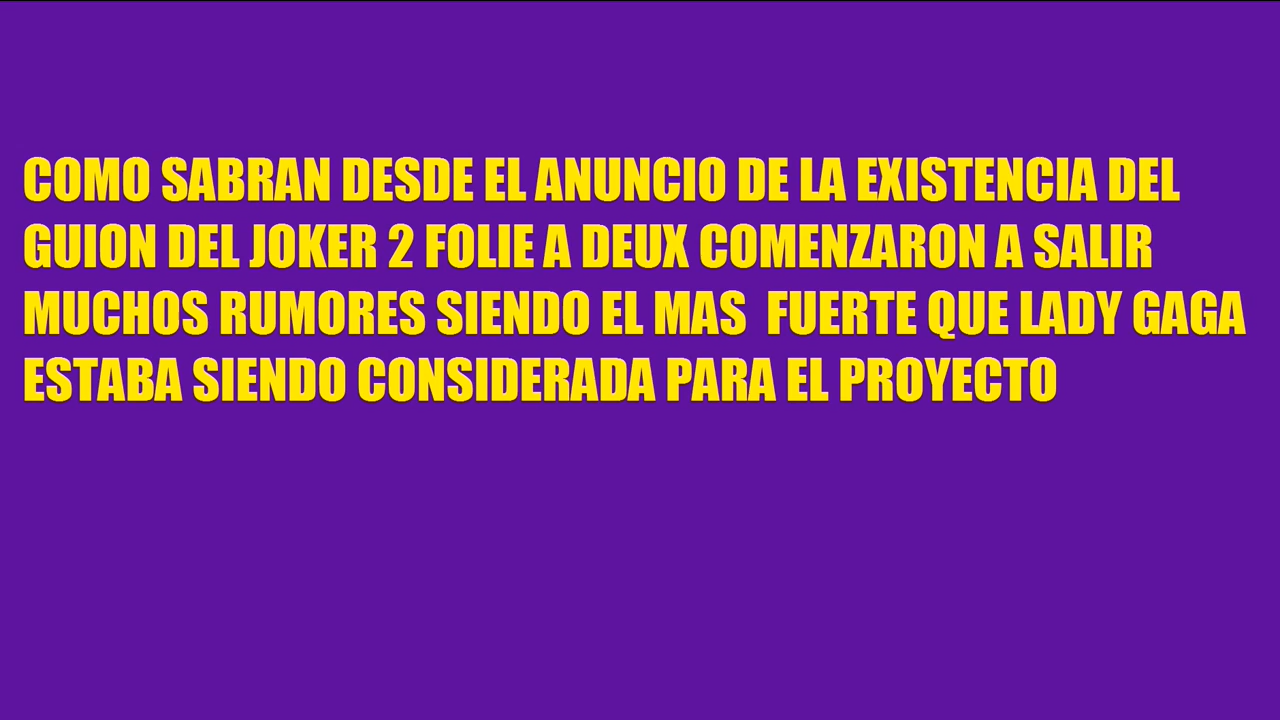 COMO SABRAN DESDE EL ANUNCIO DE LA EXISTENCIA DEL
GUION DEL JOKER 2 FOLIE A DEUX COMENZARON A SALIR
MUCHOS RUMORES SIENDO EL MAS  FUERTE QUE LADY GAGA
ESTABA SIENDO CONSIDERADA PARA EL PROYECTO